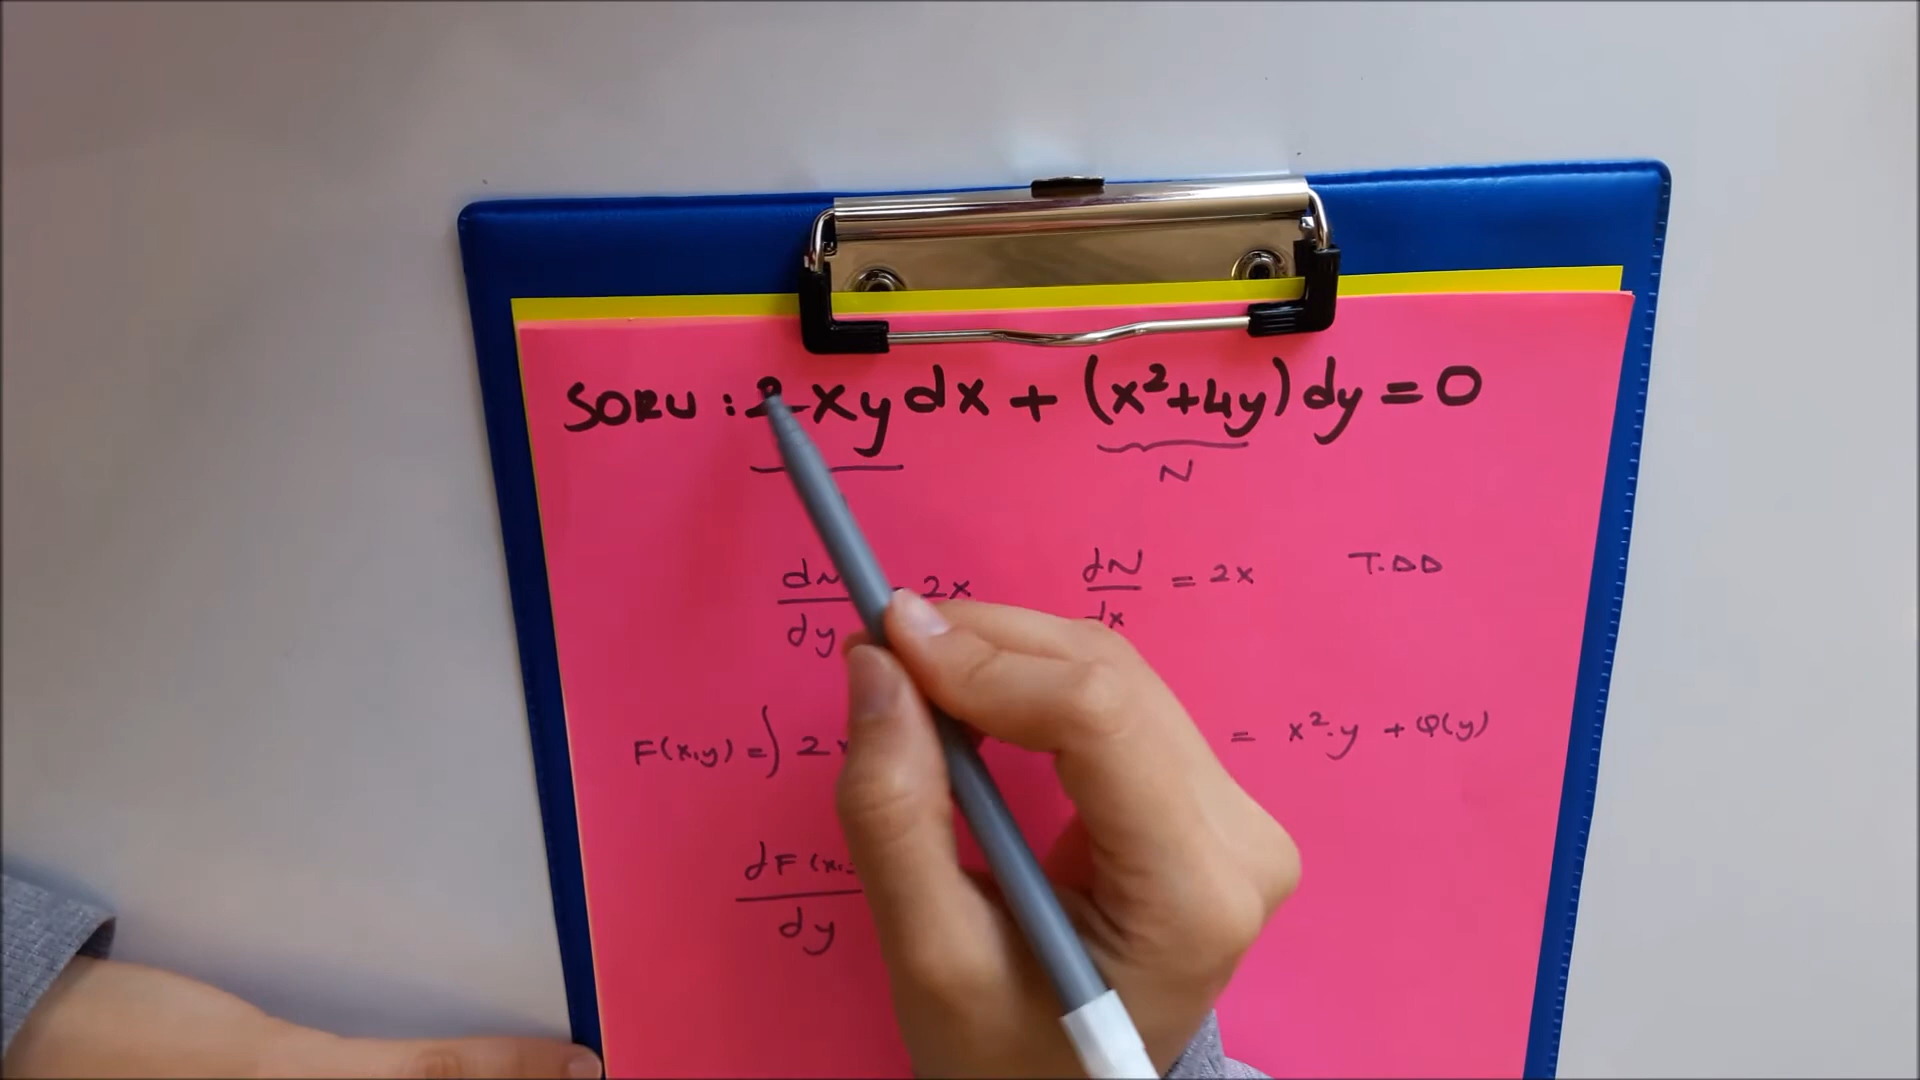 SORU : 2xy dx + (x²+4y) dy = 0
N
dN = 2x dN/dx = 2x T.DD
dy
F(x,y) = ∫ 2x = x².y + φ(y)
dF(x,
dy